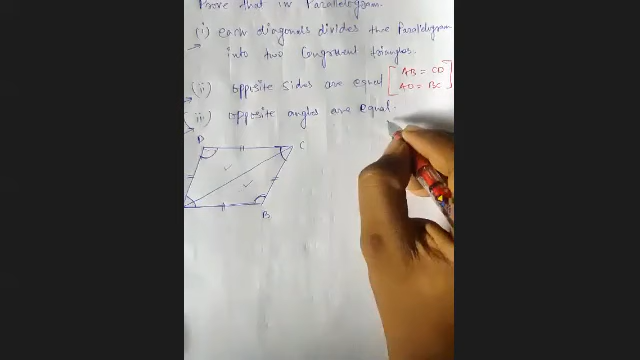 Prove that in Parallelogram.
(i) each diagonals divides the Parallelogram
into two Congruent triangles.
(ii) opposite sides are equal [AB = CD
AD = BC]
(iii) opposite angles are equal.
D
C
B